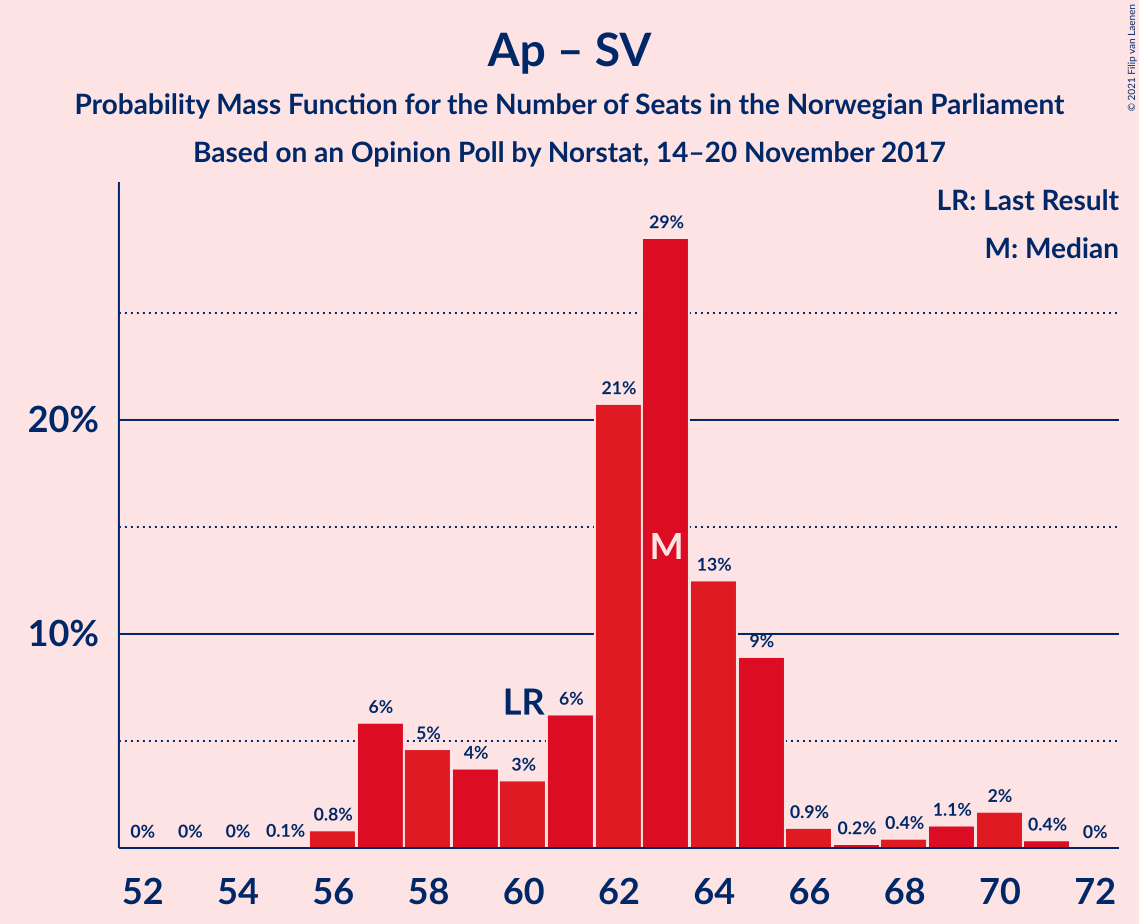 Ap – SV
Probability Mass Function for the Number of Seats in the Norwegian Parliament
Based on an Opinion Poll by Norstat, 14–20 November 2017
© 2021 Filip van Laenen
LR: Last Result
M: Median
20%
10%
0%
0%
0%
0.1%
0.8%
6%
5%
4%
3%
LR
6%
21%
29%
M
13%
9%
0.9%
0.2%
0.4%
1.1%
2%
0.4%
0%
52 54 56 58 60 62 64 66 68 70 72